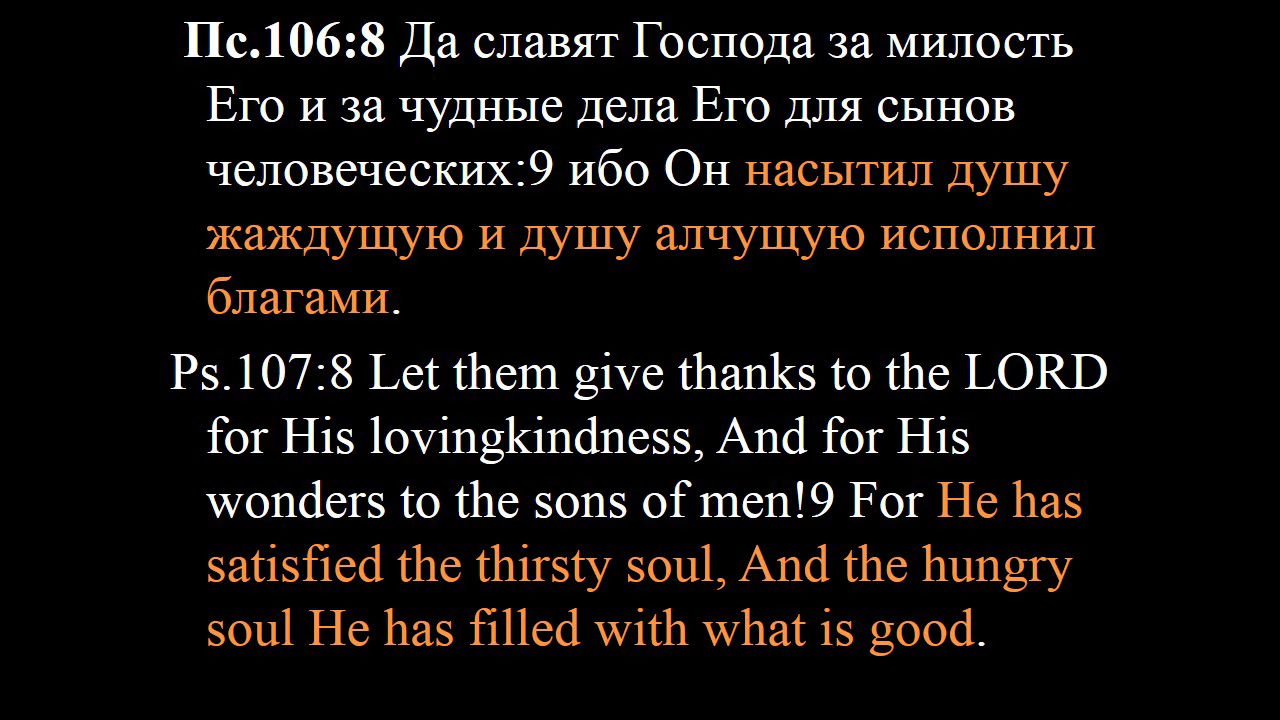 Пс.106:8 Да славят Господа за милость
Его и за чудные дела Его для сынов
человеческих:9 ибо Он насытил душу
жаждущую и душу алчущую исполнил
благами.
Ps.107:8 Let them give thanks to the LORD
for His lovingkindness, And for His
wonders to the sons of men!9 For He has
satisfied the thirsty soul, And the hungry
soul He has filled with what is good.